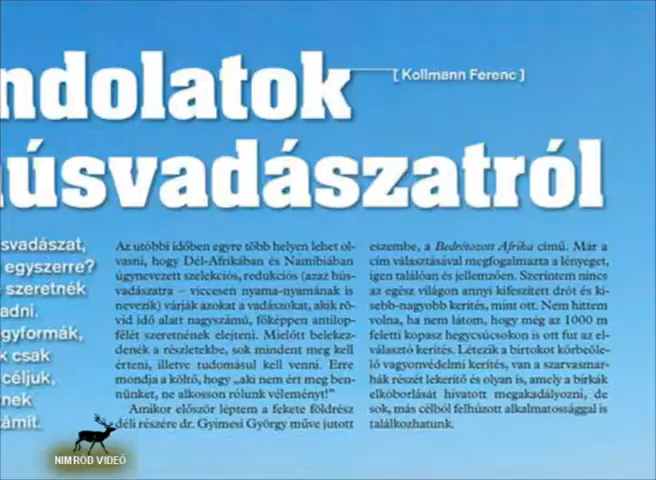 ndolatok
[ Kollmann Ferenc ]
húsvadászatról
svadászat,
egyszerre?
szeretnék
adni.
gyformák,
k csak
céljuk,
nek
ámít.
Az utóbbi időben egyre több helyen lehet ol-
vasni, hogy Dél-Afrikában és Namíbiában
úgynevezett szelekciós, redukciós (azaz hús-
vadászatra – viccesen nyama-nyamának is
nevezik) várják azokat a vadászokat, akik rö-
vid idő alatt nagyszámú, főképpen antilop-
félét szeretnének elejteni. Mielőtt belekez-
denék a részletekbe, sok mindent meg kell
érteni, illetve tudomásul kell venni. Erre
mondja a költő, hogy „aki nem ért meg ben-
nünket, ne alkosson rólunk véleményt!"
Amikor először léptem a fekete földrész
déli részére dr. Gyimesi György műve jutott
eszembe, a Bedrótozott Afrika című. Már a
cím választásával megfogalmazta a lényeget,
igen találóan és jellemzően. Szerintem nincs
az egész világon annyi kifeszített drót és ki-
sebb-nagyobb kerítés, mint ott. Nem hittem
volna, ha nem látom, hogy még az 1000 m
feletti kopasz hegycsúcsokon is ott fut az el-
választó kerítés. Létezik a birtokot körbeöle-
lő vagyonvédelmi kerítés, van a szarvasmar-
hák részét lekerítő és olyan is, amely a birkák
elkóborlását hivatott megakadályozni, de
sok, más célból felhúzott alkalmatossággal is
találkozhatunk.
NIMRÓD VIDEÓ